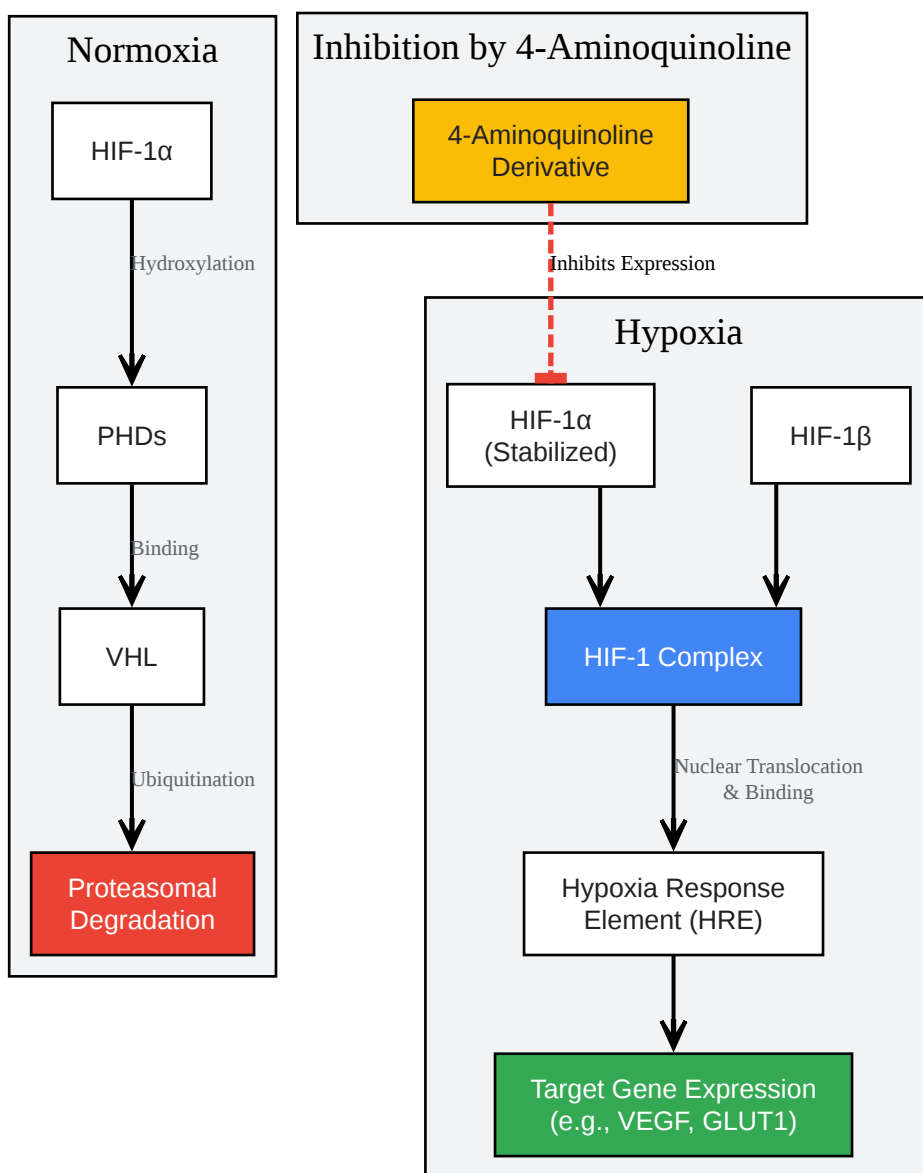 Normoxia
HIF-1α
Hydroxylation
PHDs
Binding
VHL
Ubiquitination
Proteasomal
Degradation
Inhibition by 4-Aminoquinoline
4-Aminoquinoline
Derivative
Inhibits Expression
Hypoxia
HIF-1α
(Stabilized)
HIF-1β
HIF-1 Complex
Nuclear Translocation
& Binding
Hypoxia Response
Element (HRE)
Target Gene Expression
(e.g., VEGF, GLUT1)